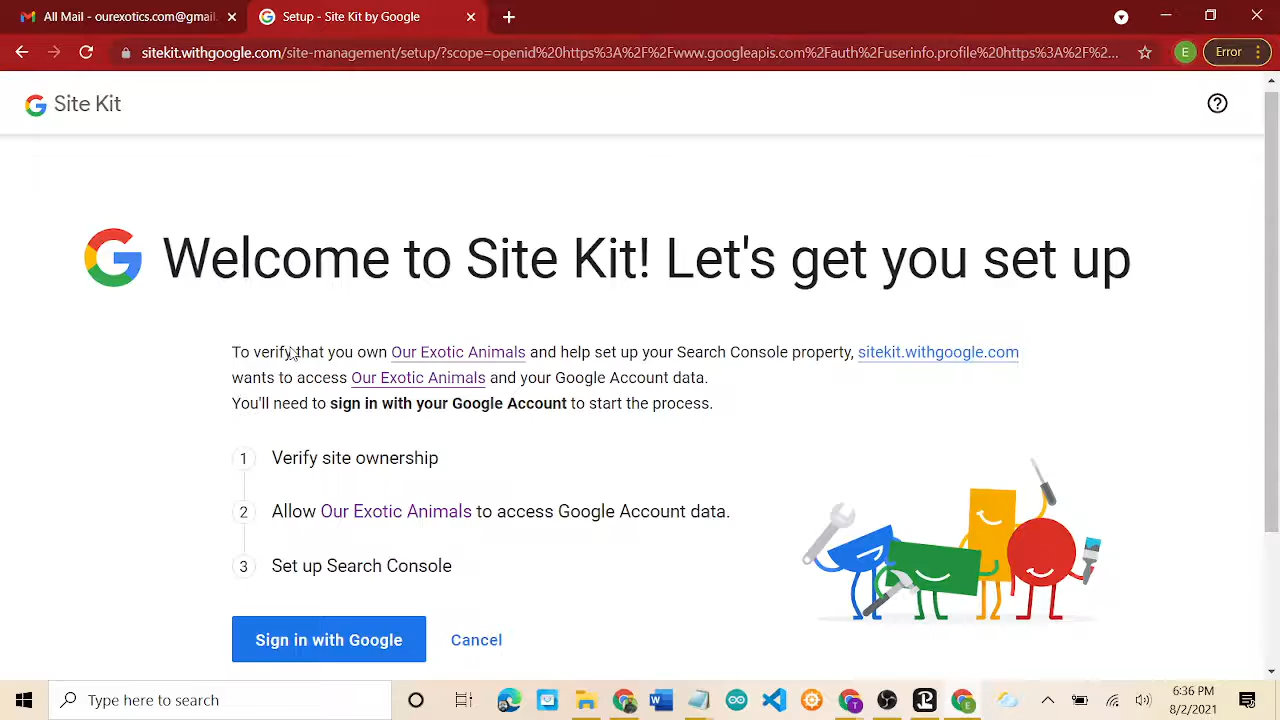 All Mail - ourexotics.com@gmail.
Setup - Site Kit by Google
sitekit.withgoogle.com/site-management/setup/?scope=openid%20https%3A%2F%2Fwww.googleapis.com%2Fauth%2Fuserinfo.profile%20https%3A%2F%2...
E
Error
Site Kit
Welcome to Site Kit! Let's get you set up
To verify that you own Our Exotic Animals and help set up your Search Console property, sitekit.withgoogle.com
wants to access Our Exotic Animals and your Google Account data.
You'll need to sign in with your Google Account to start the process.
1 Verify site ownership
2 Allow Our Exotic Animals to access Google Account data.
3 Set up Search Console
Sign in with Google Cancel
Type here to search
6:36 PM
8/2/2021